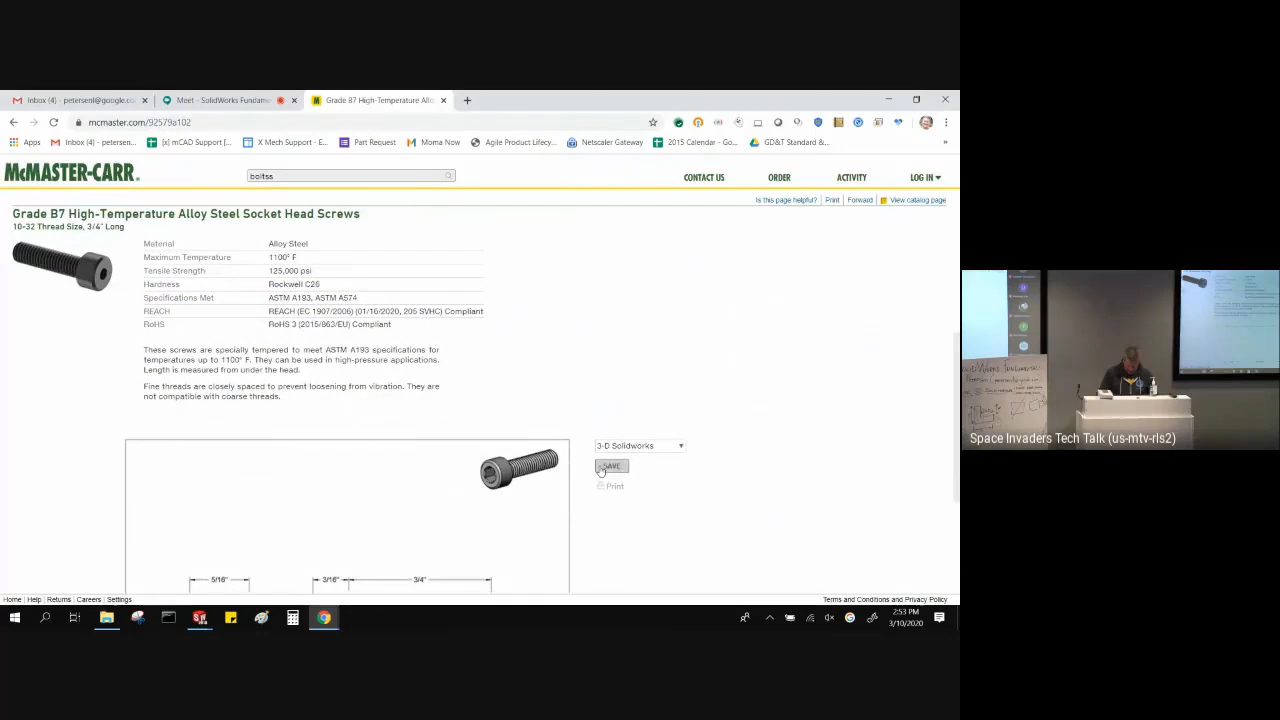 Inbox (4) - petersenl@google.co
Meet - SolidWorks Fundame
Grade B7 High-Temperature Allo
mcmaster.com/92579a102
Apps
Inbox (4) - petersen...
[x] mCAD Support [...
X Mech Support - E...
Part Request
Moma Now
Agile Product Lifecy...
Netscaler Gateway
2015 Calendar - Go...
GD&T Standard &...
McMASTER-CARR.
boltss
CONTACT US
ORDER
ACTIVITY
LOG IN
Is this page helpful?
Print
Forward
View catalog page
Grade B7 High-Temperature Alloy Steel Socket Head Screws
10-32 Thread Size, 3/4" Long
Material Alloy Steel
Maximum Temperature 1100° F
Tensile Strength 125,000 psi
Hardness Rockwell C26
Specifications Met ASTM A193, ASTM A574
REACH REACH (EC 1907/2006) (01/16/2020, 205 SVHC) Compliant
RoHS RoHS 3 (2015/863/EU) Compliant
These screws are specially tempered to meet ASTM A193 specifications for
temperatures up to 1100° F. They can be used in high-pressure applications.
Length is measured from under the head.
Fine threads are closely spaced to prevent loosening from vibration. They are
not compatible with coarse threads.
3-D Solidworks
SAVE
Print
5/16"
3/16"
3/4"
Home | Help | Returns | Careers | Settings
Terms and Conditions and Privacy Policy
2:53 PM
3/10/2020
Space Invaders Tech Talk (us-mtv-rls2)